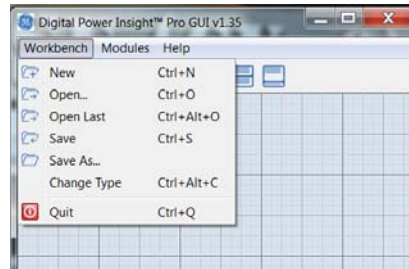 Digital Power Insight™ Pro GUI v1.35
Workbench Modules Help
New Ctrl+N
Open... Ctrl+O
Open Last Ctrl+Alt+O
Save Ctrl+S
Save As...
Change Type Ctrl+Alt+C
Quit Ctrl+Q